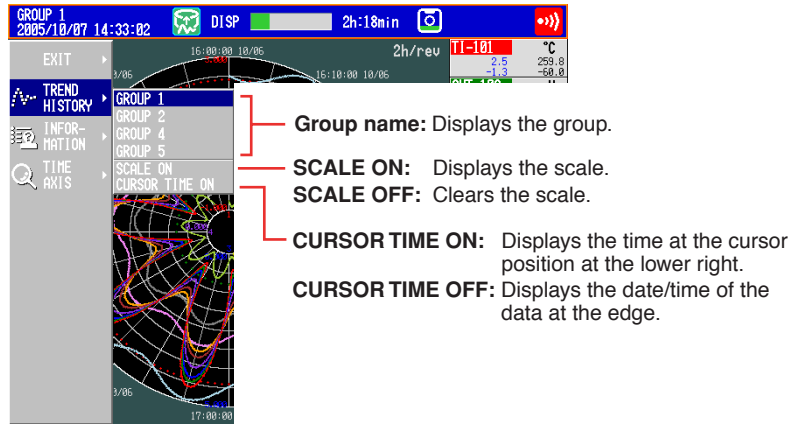 GROUP 1
2005/10/07 14:33:02 DISP 2h:18min
EXIT
TREND
HISTORY
INFOR-
MATION
TIME
AXIS
16:00:00 10/06 2h/rev
3/06 16:10:00 10/06
TI-101 °C
2.5 259.8
-1.3 -60.0
GROUP 1
GROUP 2
GROUP 4
GROUP 5
SCALE ON
CURSOR TIME ON
3/06
17:00:00
Group name: Displays the group.
SCALE ON: Displays the scale.
SCALE OFF: Clears the scale.
CURSOR TIME ON: Displays the time at the cursor
position at the lower right.
CURSOR TIME OFF: Displays the date/time of the
data at the edge.